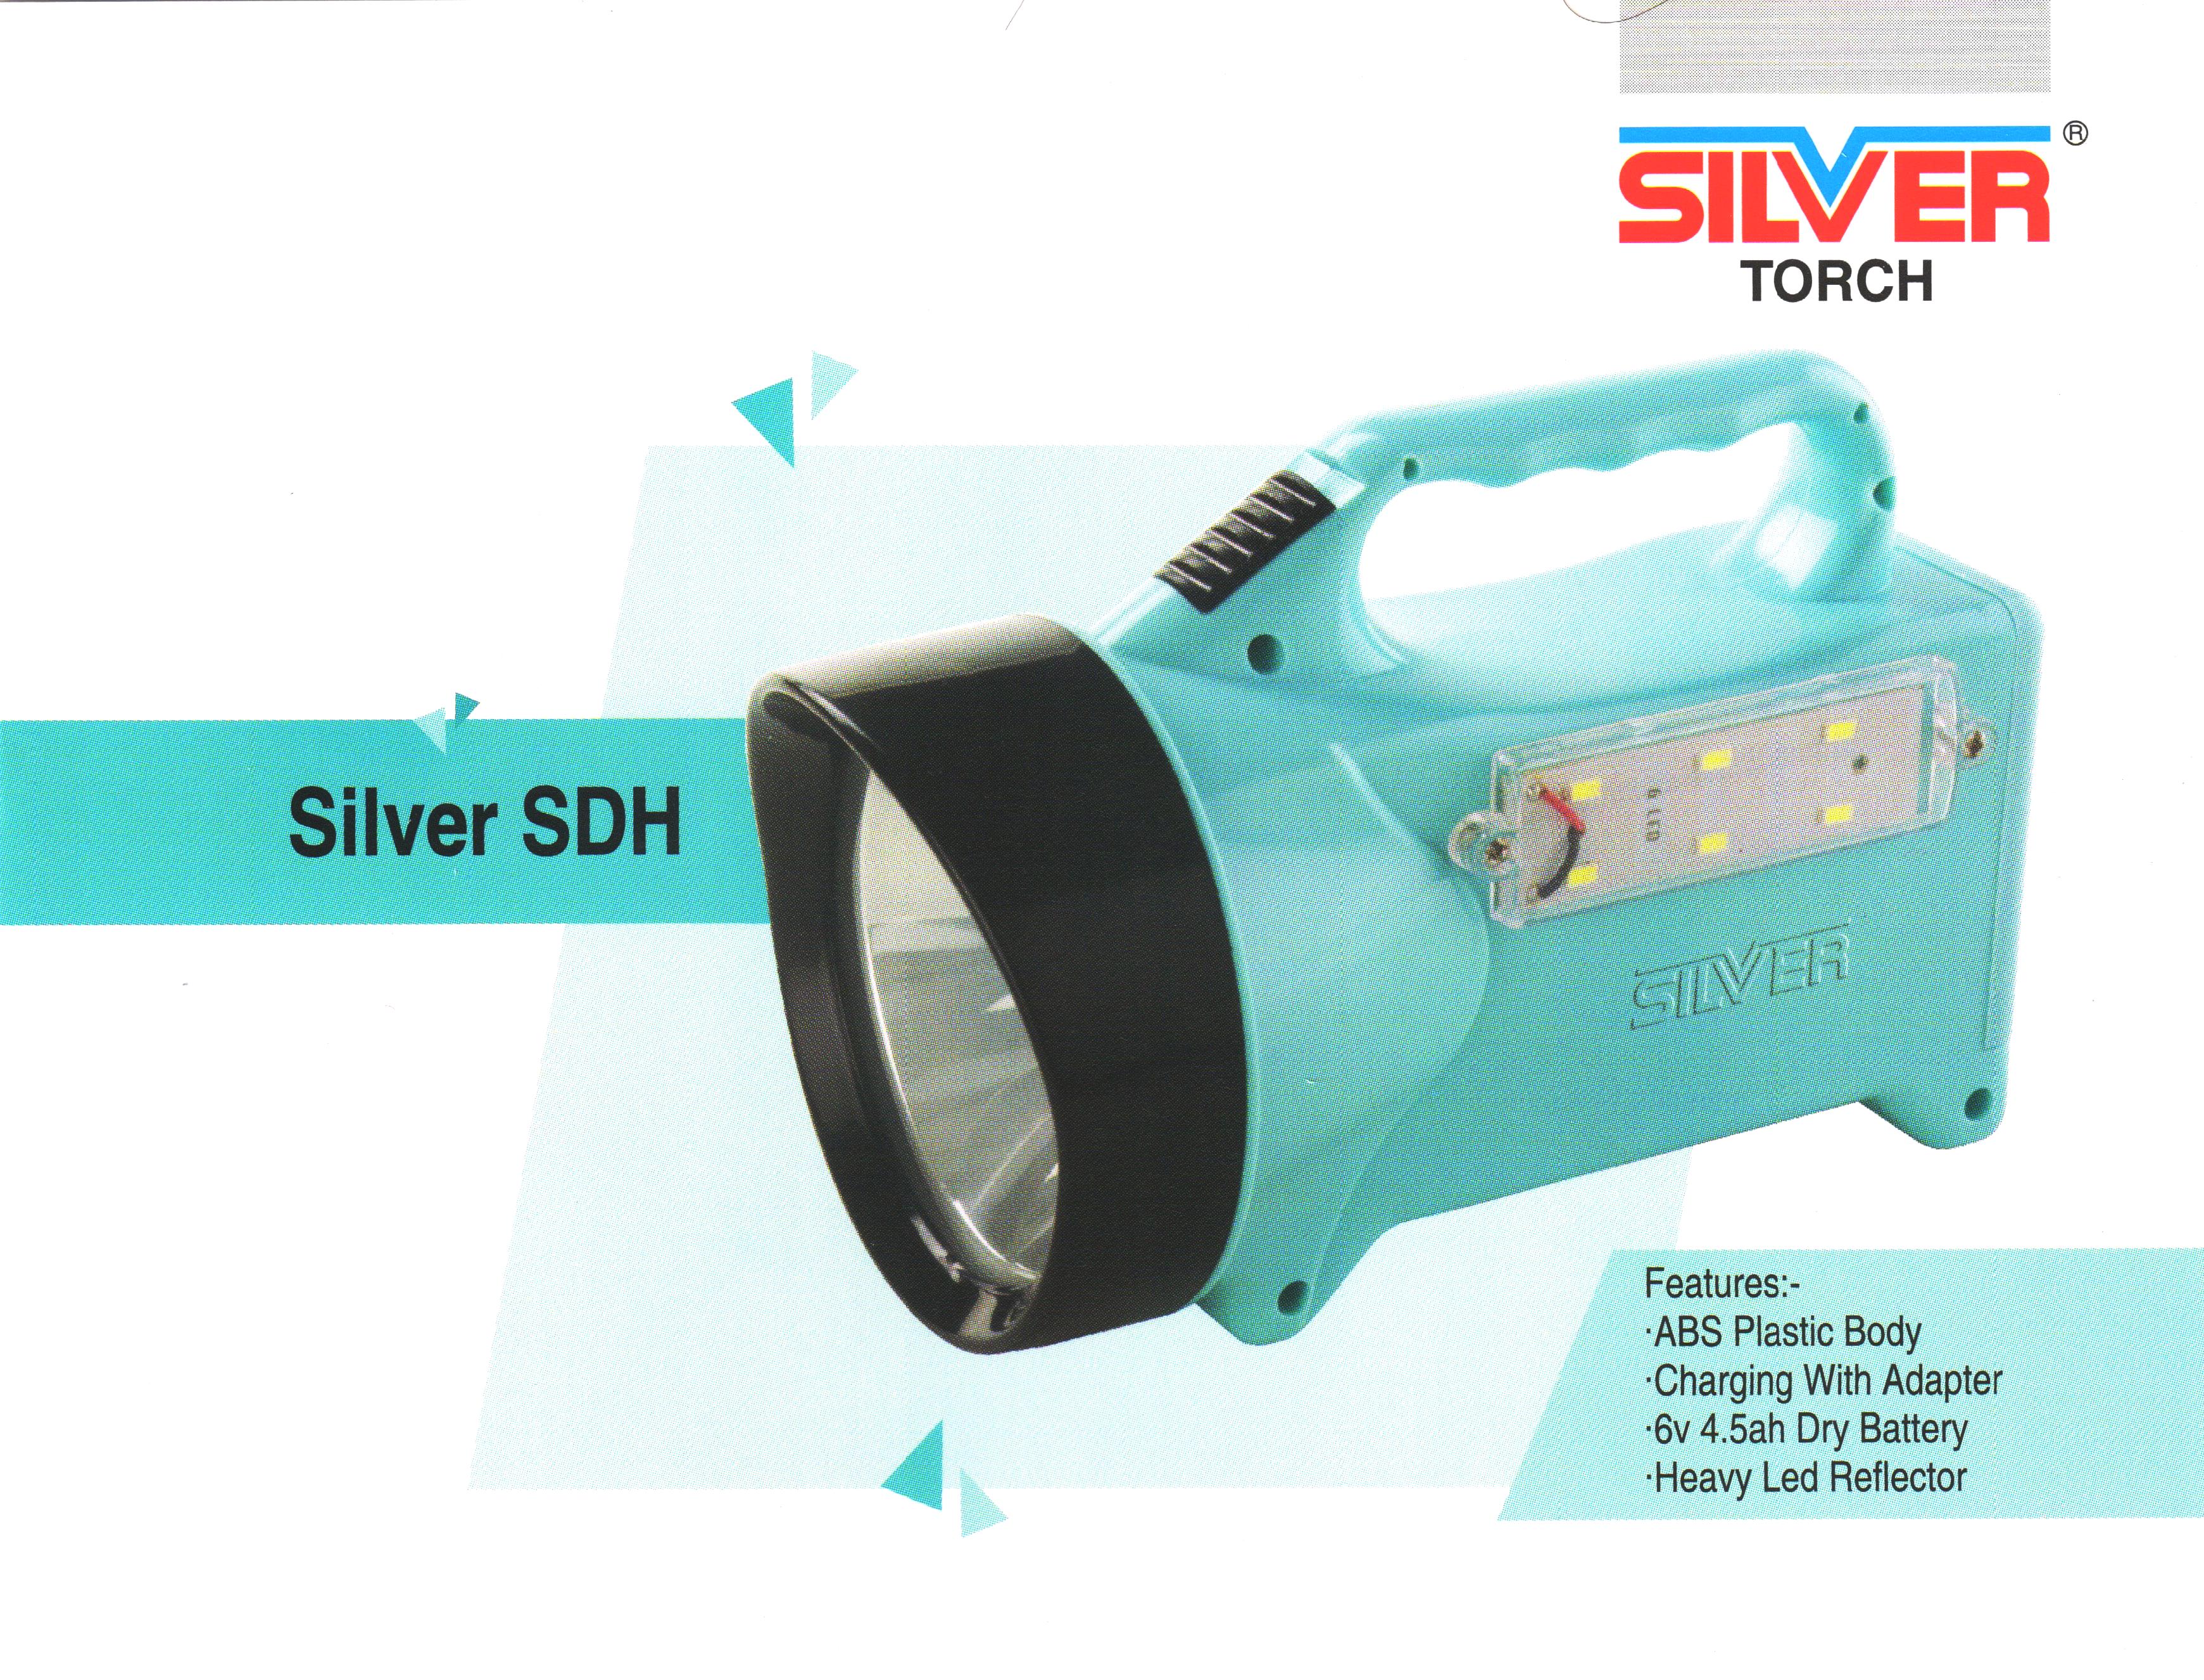 SILVER ®
TORCH
Silver SDH
6 LED
SILVER
Features:-
·ABS Plastic Body
·Charging With Adapter
·6v 4.5ah Dry Battery
·Heavy Led Reflector